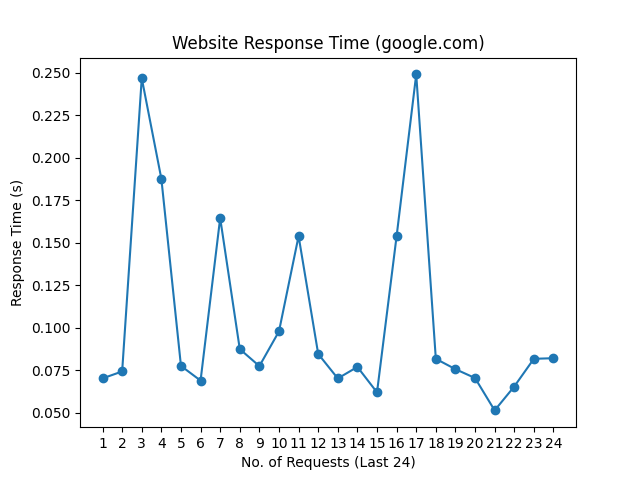 Website Response Time (google.com)
0.250
0.225
0.200
0.175
0.150
0.125
0.100
0.075
0.050
Response Time (s)
1 2 3 4 5 6 7 8 9 10 11 12 13 14 15 16 17 18 19 20 21 22 23 24
No. of Requests (Last 24)